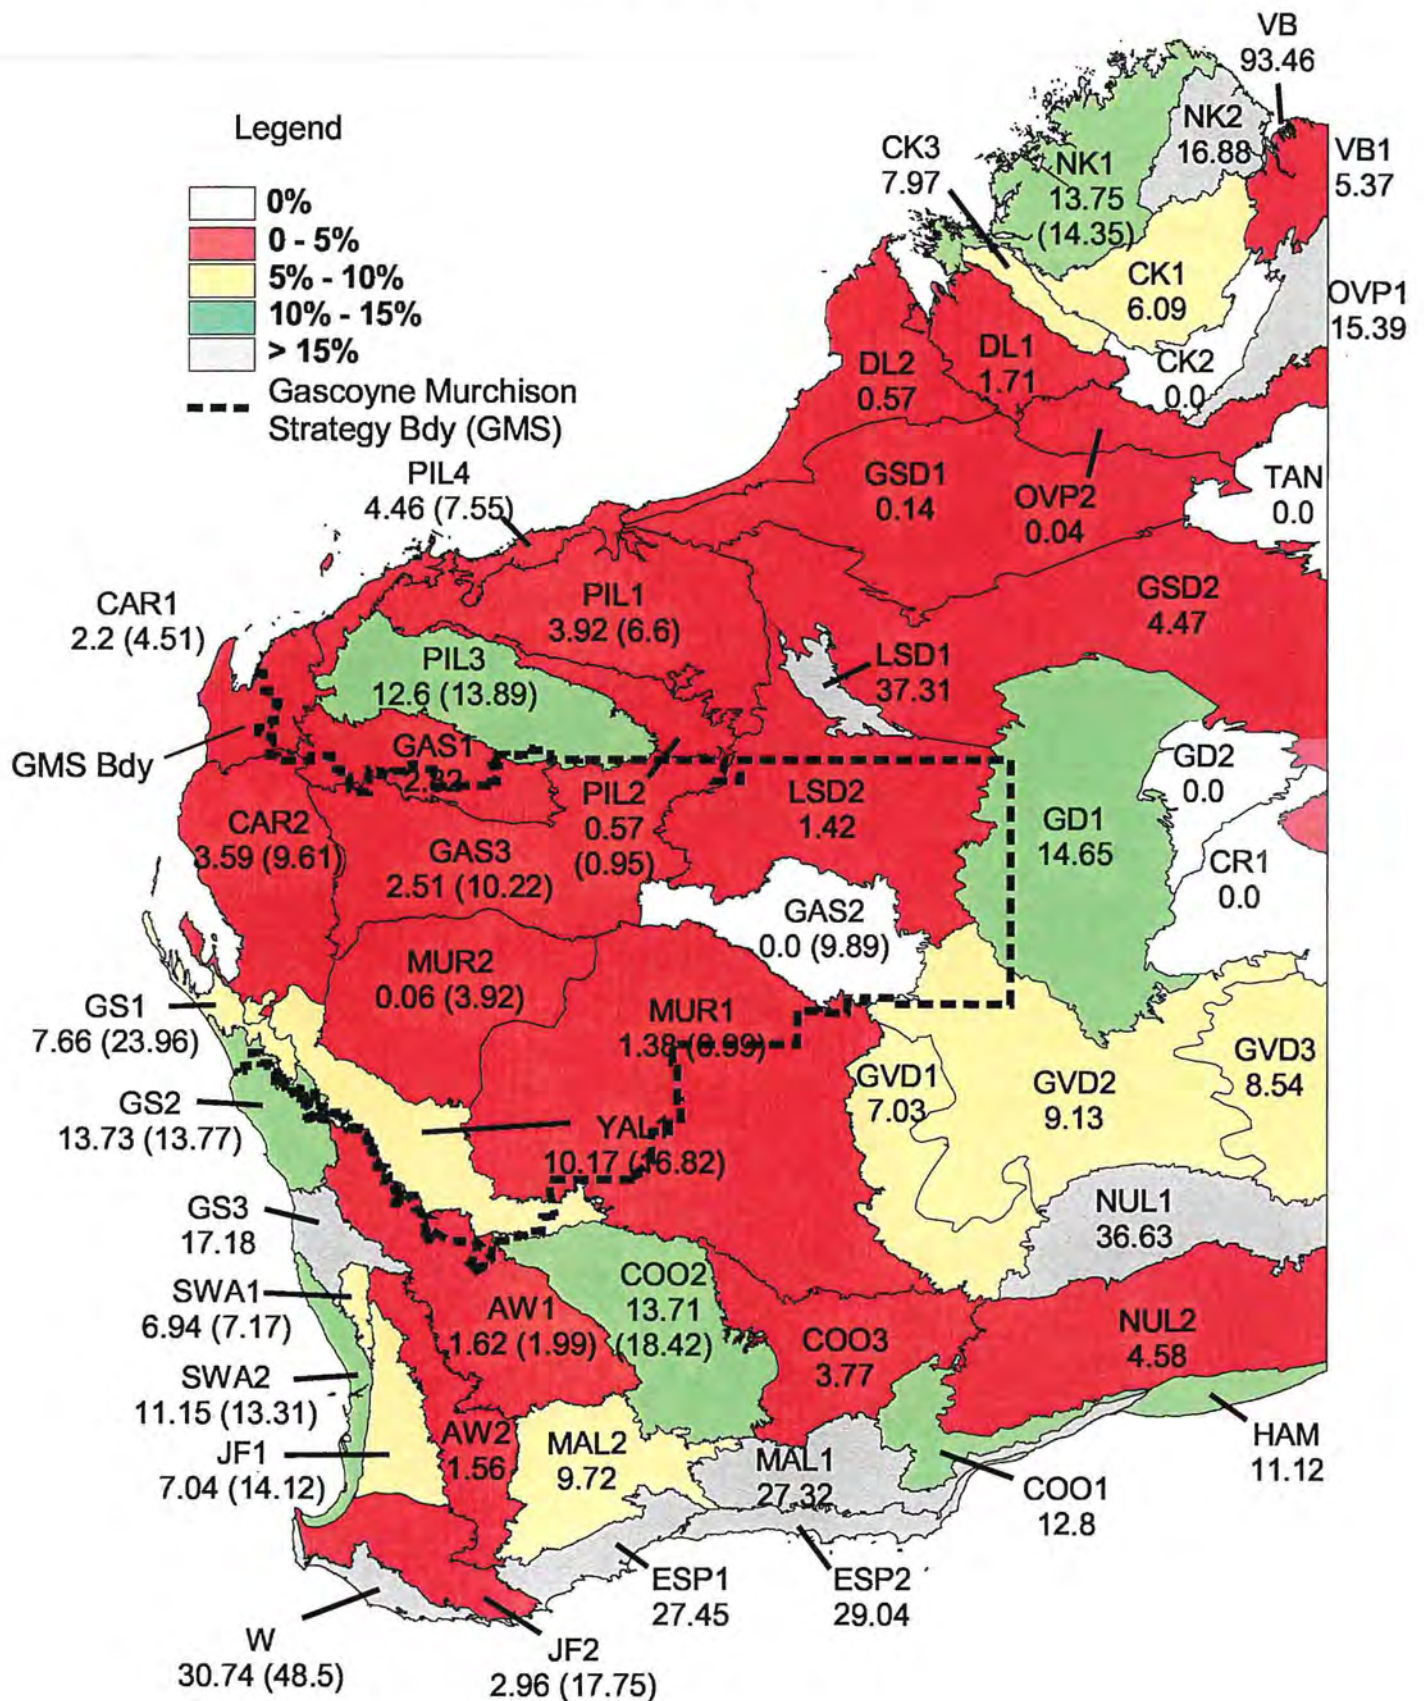 VB
93.46
Legend
0%
0 - 5%
5% - 10%
10% - 15%
> 15%
Gascoyne Murchison
Strategy Bdy (GMS)
NK2
16.88
CK3
7.97
NK1
13.75
(14.35)
VB1
5.37
CK1
6.09
OVP1
15.39
DL2
0.57
DL1
1.71
CK2
0.0
PIL4
4.46 (7.55)
GSD1
0.14
OVP2
0.04
TAN
0.0
CAR1
2.2 (4.51)
PIL1
3.92 (6.6)
GSD2
4.47
PIL3
12.6 (13.89)
LSD1
37.31
GMS Bdy
GAS1
PIL2
0.57
(0.95)
LSD2
1.42
GD2
0.0
CAR2
3.59 (9.61)
GAS3
2.51 (10.22)
GD1
14.65
CR1
0.0
GAS2
0.0 (9.89)
MUR2
0.06 (3.92)
GS1
7.66 (23.96)
MUR1
1.38
GVD1
7.03
GVD2
9.13
GVD3
8.54
GS2
13.73 (13.77)
YAL1
10.17 (16.82)
GS3
17.18
NUL1
36.63
SWA1
6.94 (7.17)
AW1
1.62 (1.99)
COO2
13.71
(18.42)
COO3
3.77
NUL2
4.58
SWA2
11.15 (13.31)
JF1
7.04 (14.12)
AW2
1.56
MAL2
9.72
MAL1
27.32
COO1
12.8
HAM
11.12
ESP1
27.45
ESP2
29.04
W
30.74 (48.5)
JF2
2.96 (17.75)